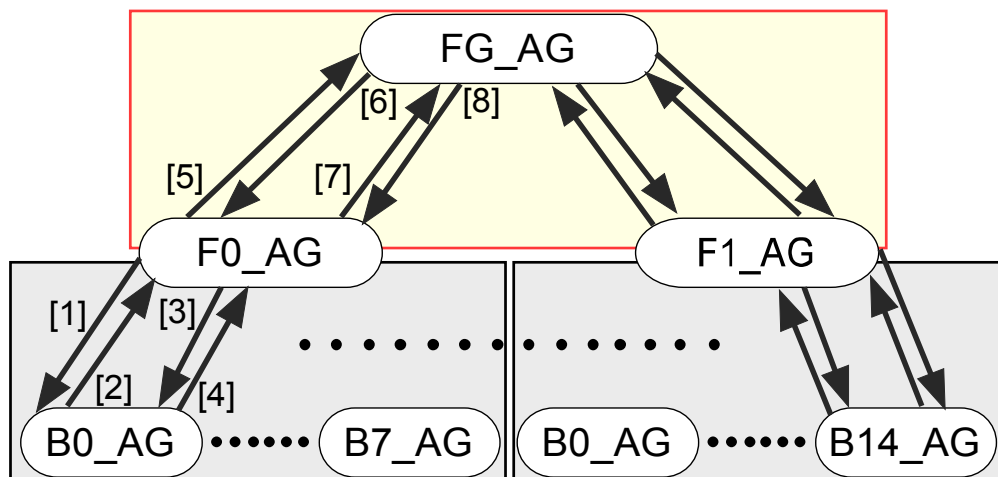 FG_AG
[6]
[8]
[5]
[7]
F0_AG
F1_AG
[1]
[3]
[2]
[4]
B0_AG
B7_AG
B0_AG
B14_AG